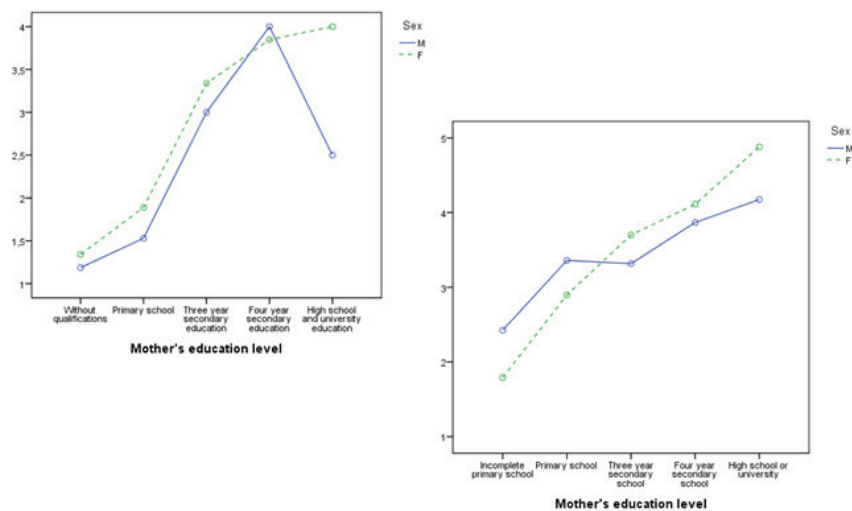 Sex
M
F
4
3,5
3
2,5
2
1,5
1
Without
qualifications
Primary school
Three year
secondary
education
Four year
secondary
education
High school
and university
education
Mother's education level
Sex
M
F
5
4
3
2
1
Incomplete
primary school
Primary school
Three year
secondary
school
Four year
secondary
school
High school or
university
Mother's education level